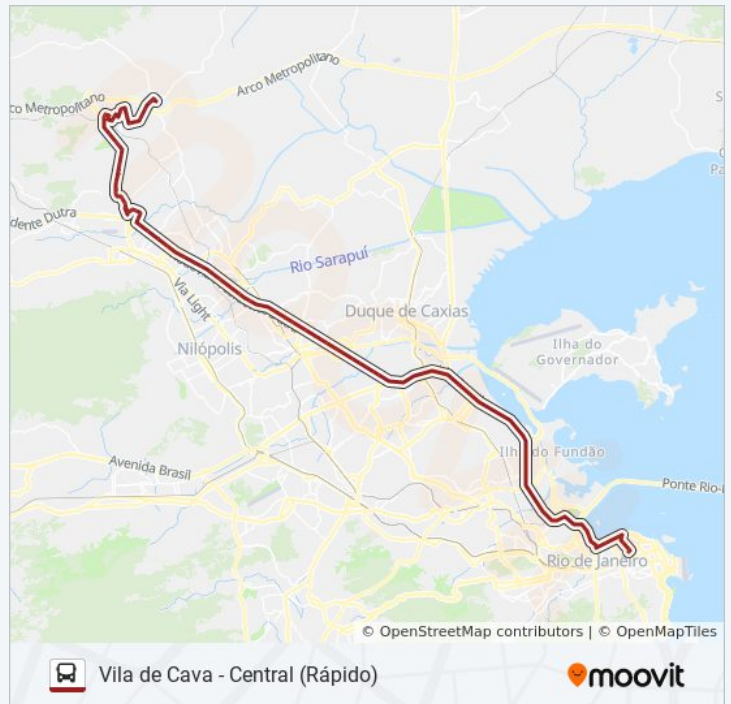 Arco Metropolitano
co Metropolitano
dente Dutra
Rio Sarapuí
Via Light
Duque de Caxias
Nilópolis
Ilha do
Governador
Avenida Brasil
Ilha do Fundão
Ponte Rio-
Rio de Janeiro
© OpenStreetMap contributors | © OpenMapTiles
Vila de Cava - Central (Rápido)
moovit